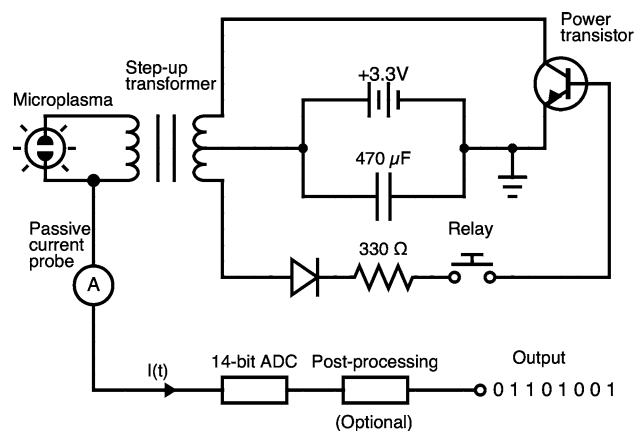 Power
transistor
Step-up
transformer
+3.3V
Microplasma
470 µF
Passive
current
probe
330 Ω
Relay
A
I(t)
14-bit ADC
Post-processing
Output
0 1 1 0 1 0 0 1
(Optional)